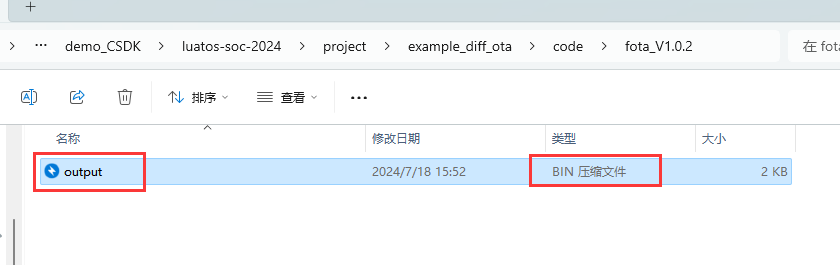 +
> ... demo_CSDK > luatos-soc-2024 > project > example_diff_ota > code > fota_V1.0.2 在 fota
排序 查看 ...
名称 修改日期 类型 大小
output 2024/7/18 15:52 BIN 压缩文件 2 KB